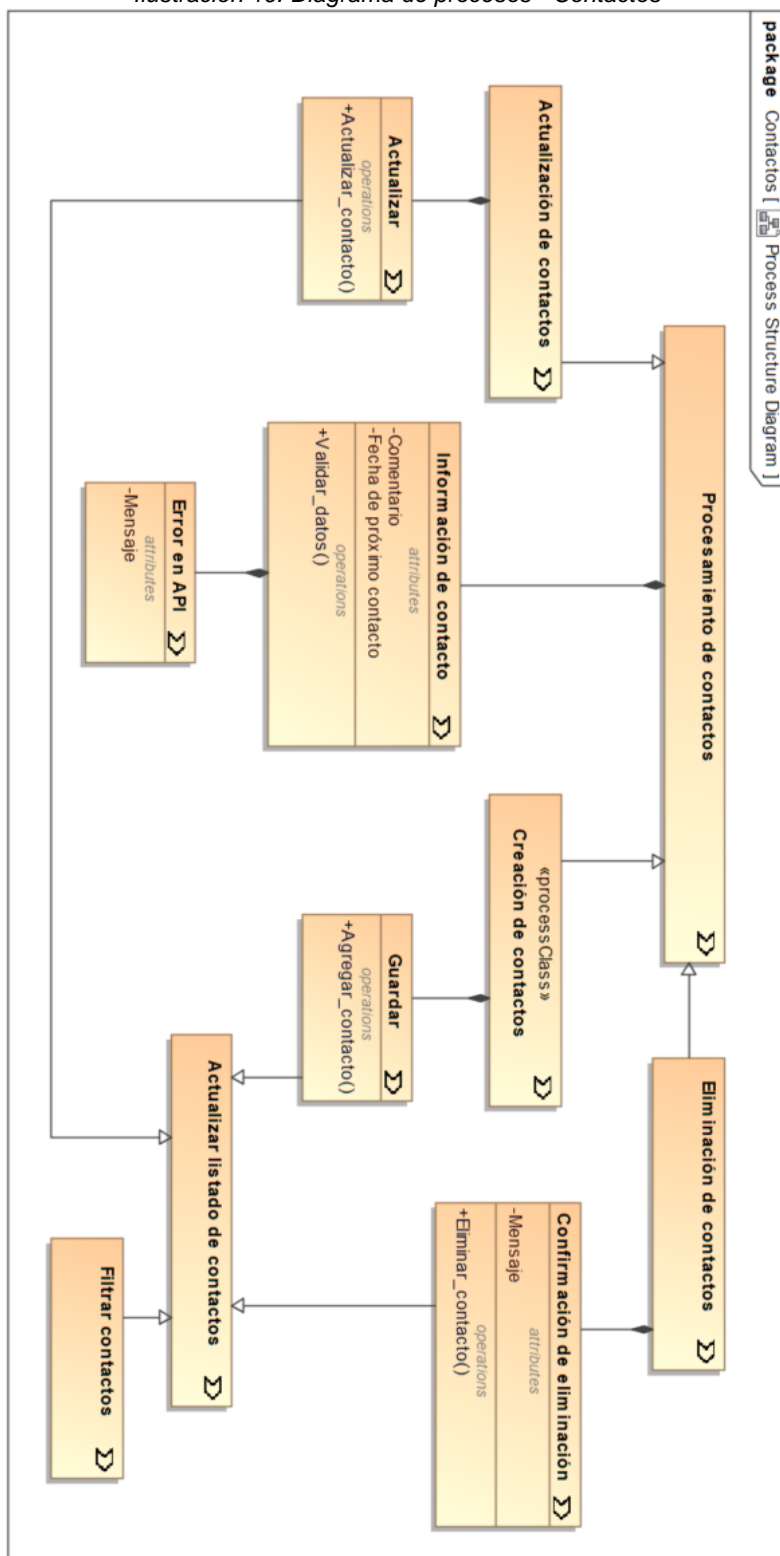 Ilustración 43. Diagrama de procesos - Contactos
package Contactos [ Process Structure Diagram ]
Procesamiento de contactos
Eliminación de contactos
Actualización de contactos
«processClass»
Creación de contactos
Actualizar
operations
+Actualizar_contacto()
Información de contacto
attributes
-Comentario
-Fecha de próximo contacto
operations
+Validar_datos()
Guardar
operations
+Agregar_contacto()
Confirmación de eliminación
attributes
-Mensaje
operations
+Eliminar_contacto()
Error en API
attributes
-Mensaje
Actualizar listado de contactos
Filtrar contactos